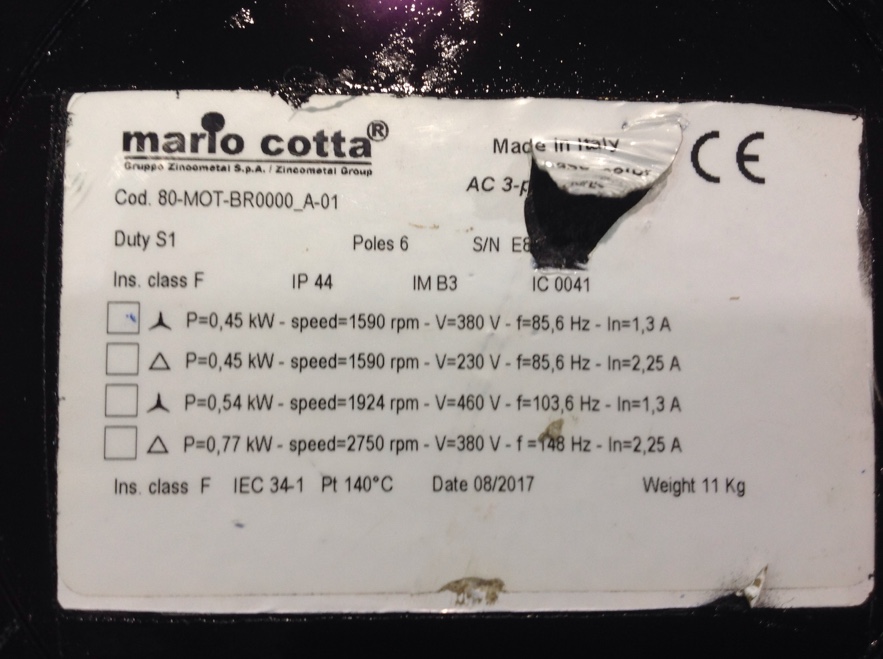 mario cotta®
Gruppo Zincometal S.p.A. / Zincometal Group
Made in Italy
Cod. 80-MOT-BR0000_A-01
AC
Duty S1 Poles 6 S/N
Ins. class F IP 44 IM B3 IC 0041
P=0,45 kW - speed=1590 rpm - V=380 V - f=85,6 Hz - In=1,3 A
P=0,45 kW - speed=1590 rpm - V=230 V - f=85,6 Hz - In=2,25 A
P=0,54 kW - speed=1924 rpm - V=460 V - f=103,6 Hz - In=1,3 A
P=0,77 kW - speed=2750 rpm - V=380 V - f =148 Hz - In=2,25 A
Ins. class F IEC 34-1 Pt 140°C Date 08/2017 Weight 11 Kg
CE